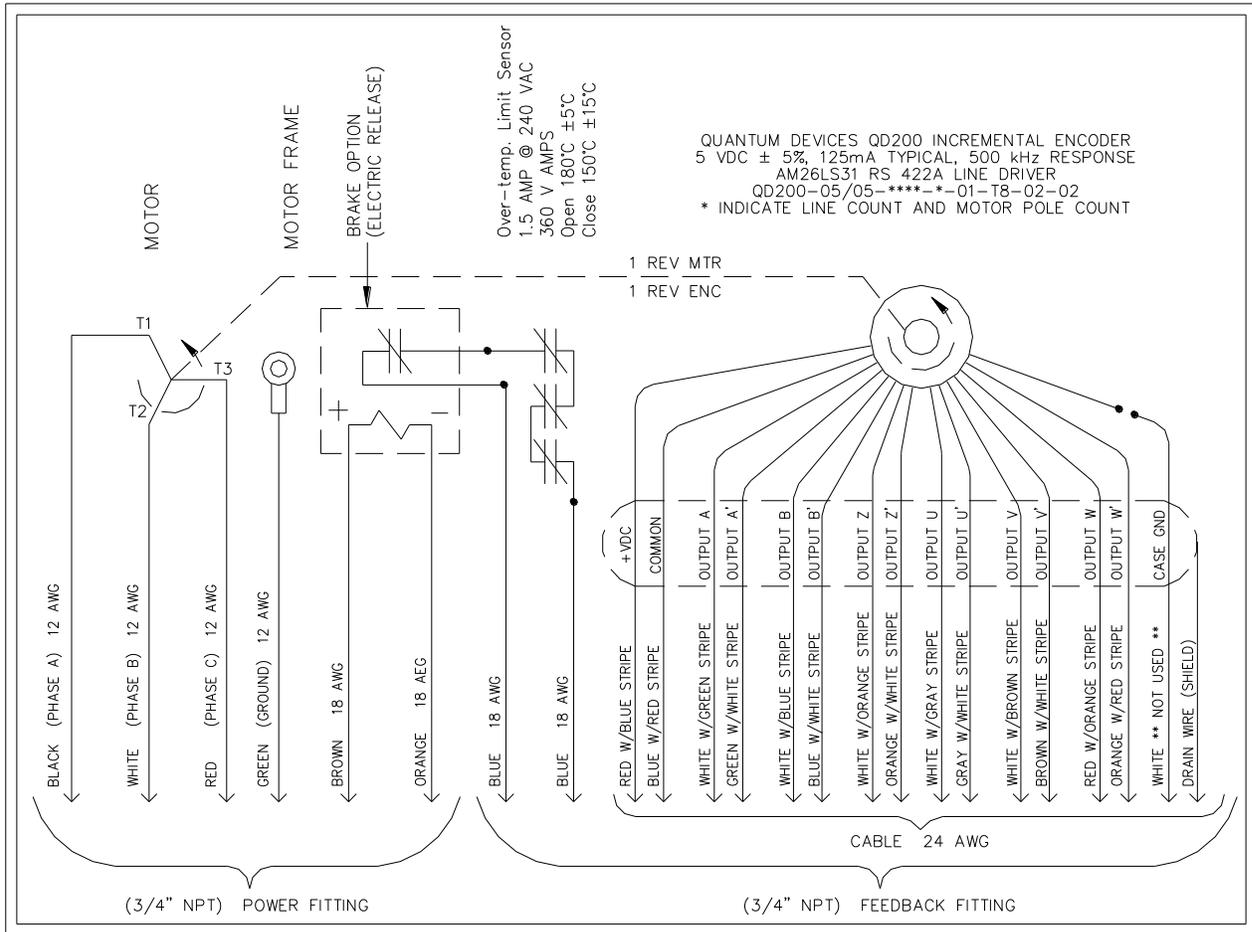 MOTOR
MOTOR FRAME
BRAKE OPTION
(ELECTRIC RELEASE)
Over-temp. Limit Sensor
1.5 AMP @ 240 VAC
360 V AMPS
Open 180°C ±5°C
Close 150°C ±15°C
QUANTUM DEVICES QD200 INCREMENTAL ENCODER
5 VDC ± 5%, 125mA TYPICAL, 500 kHz RESPONSE
AM26LS31 RS 422A LINE DRIVER
QD200-05/05-****-*-01-T8-02-02
* INDICATE LINE COUNT AND MOTOR POLE COUNT
1 REV MTR
1 REV ENC
T1
T3
T2
+
-
+VDC
COMMON
OUTPUT A
OUTPUT A'
OUTPUT B
OUTPUT B'
OUTPUT Z
OUTPUT Z'
OUTPUT U
OUTPUT U'
OUTPUT V
OUTPUT V'
OUTPUT W
OUTPUT W'
CASE GND
BLACK (PHASE A) 12 AWG
WHITE (PHASE B) 12 AWG
RED (PHASE C) 12 AWG
GREEN (GROUND) 12 AWG
BROWN 18 AWG
ORANGE 18 AEG
BLUE 18 AWG
BLUE 18 AWG
RED W/BLUE STRIPE
BLUE W/RED STRIPE
WHITE W/GREEN STRIPE
GREEN W/WHITE STRIPE
WHITE W/BLUE STRIPE
BLUE W/WHITE STRIPE
WHITE W/ORANGE STRIPE
ORANGE W/WHITE STRIPE
WHITE W/GRAY STRIPE
GRAY W/WHITE STRIPE
WHITE W/BROWN STRIPE
BROWN W/WHITE STRIPE
RED W/ORANGE STRIPE
ORANGE W/RED STRIPE
WHITE ** NOT USED **
DRAIN WIRE (SHIELD)
CABLE 24 AWG
(3/4" NPT) POWER FITTING
(3/4" NPT) FEEDBACK FITTING